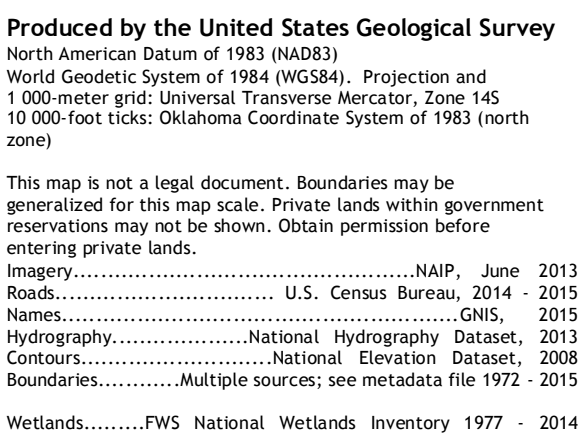 Produced by the United States Geological Survey
North American Datum of 1983 (NAD83)
World Geodetic System of 1984 (WGS84).  Projection and
1 000-meter grid: Universal Transverse Mercator, Zone 14S
10 000-foot ticks: Oklahoma Coordinate System of 1983 (north
zone)
This map is not a legal document. Boundaries may be
generalized for this map scale. Private lands within government
reservations may not be shown. Obtain permission before
entering private lands.
Imagery....................................................NAIP, June 2013
Roads................................. U.S. Census Bureau, 2014 - 2015
Names............................................................GNIS, 2015
Hydrography.....................National Hydrography Dataset, 2013
Contours.............................National Elevation Dataset, 2008
Boundaries............Multiple sources; see metadata file 1972 - 2015
Wetlands.........FWS National Wetlands Inventory 1977 - 2014